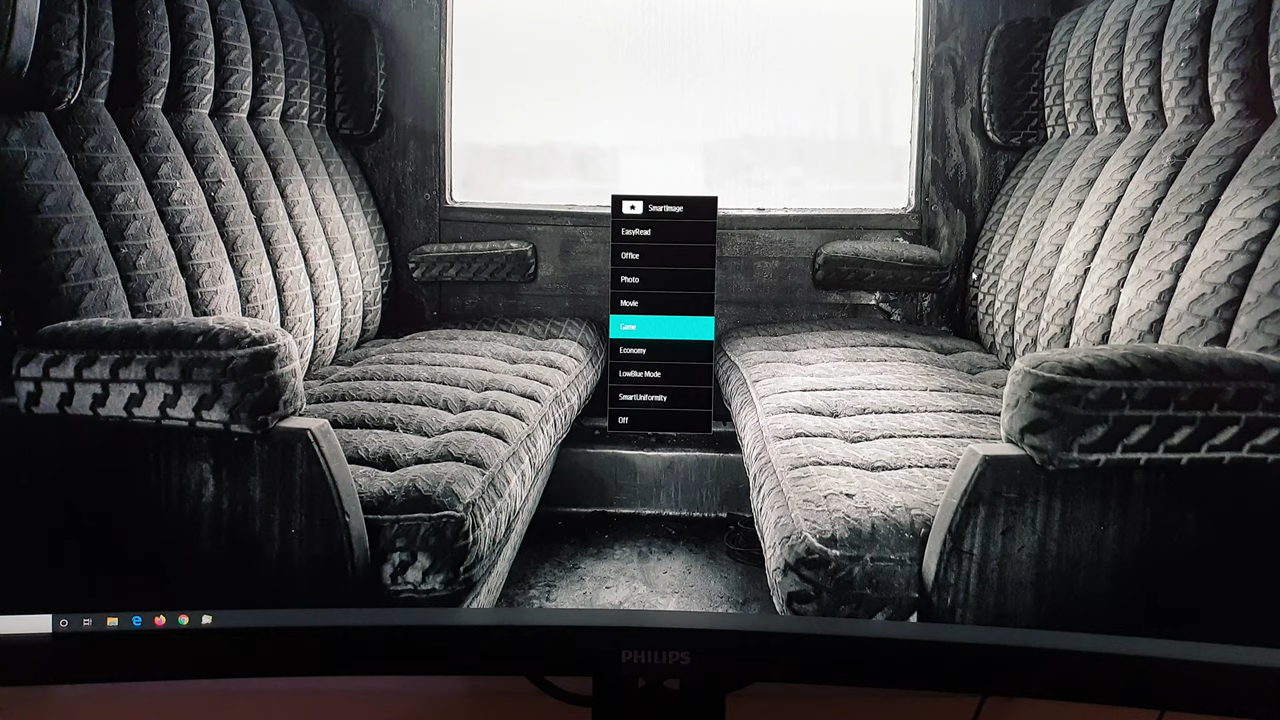 SmartImage
EasyRead
Office
Photo
Movie
Game
Economy
LowBlue Mode
SmartUniformity
Off
PHILIPS